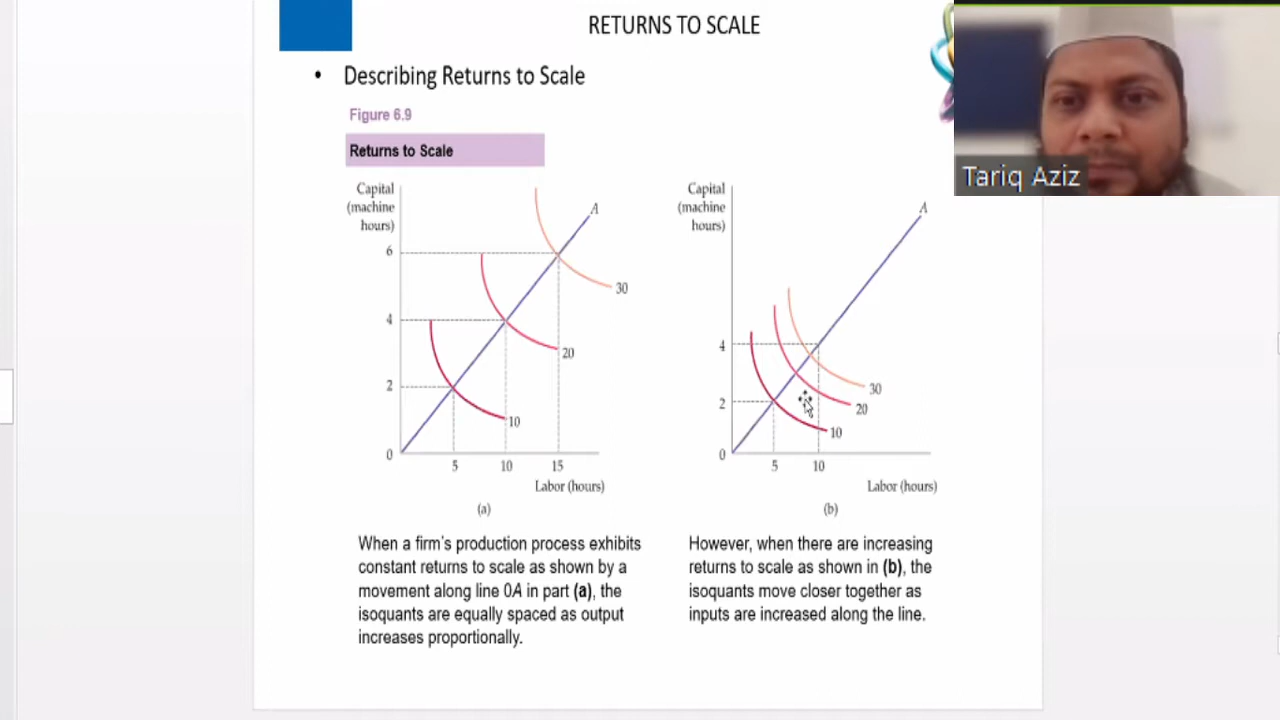 RETURNS TO SCALE
• Describing Returns to Scale
Figure 6.9
Returns to Scale
Capital
(machine
hours)
A
6
30
4
20
2
10
0
5 10 15
Labor (hours)
(a)
When a firm's production process exhibits
constant returns to scale as shown by a
movement along line 0A in part (a), the
isoquants are equally spaced as output
increases proportionally.
Capital
(machine
hours)
A
4
30
2
20
10
0
5 10
Labor (hours)
(b)
However, when there are increasing
returns to scale as shown in (b), the
isoquants move closer together as
inputs are increased along the line.
Tariq Aziz